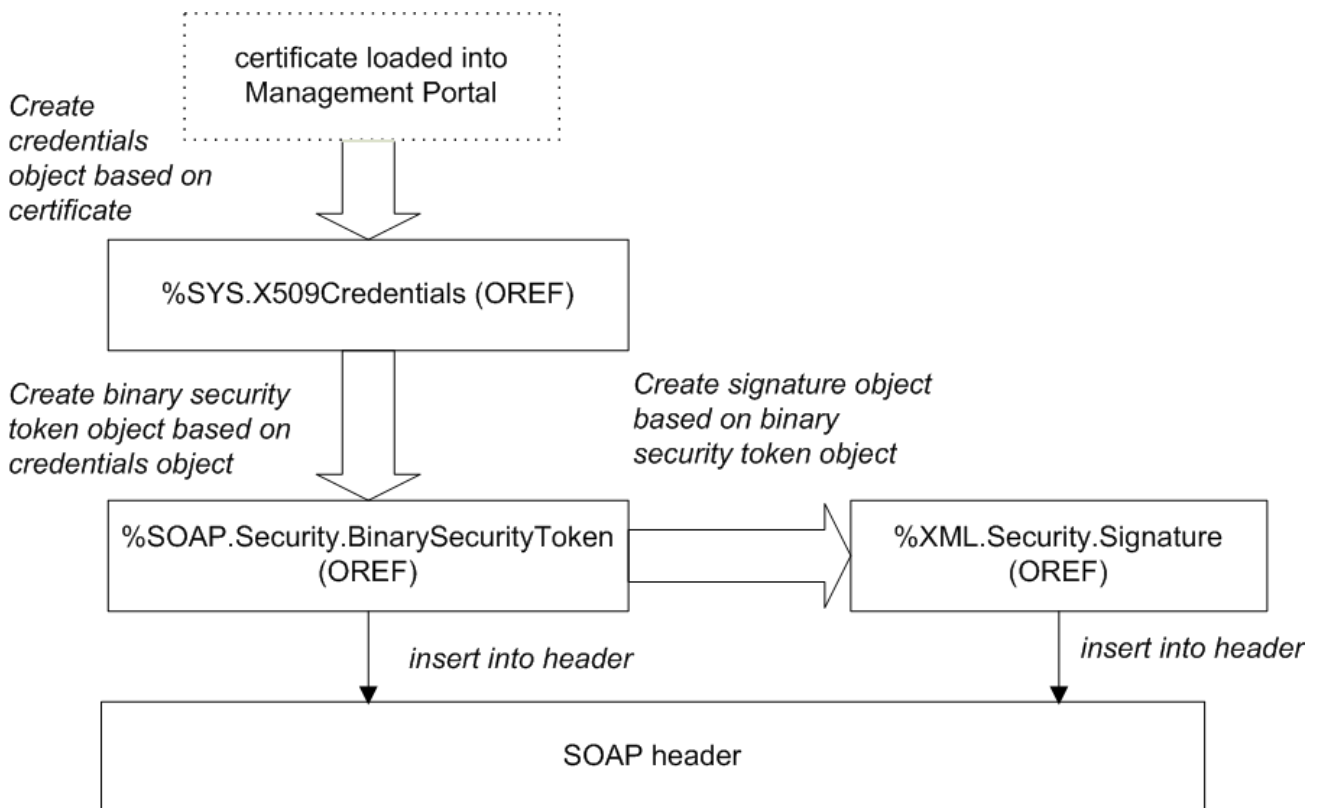 certificate loaded into
Management Portal
Create
credentials
object based on
certificate
%SYS.X509Credentials (OREF)
Create binary security
token object based on
credentials object
Create signature object
based on binary
security token object
%SOAP.Security.BinarySecurityToken
(OREF)
%XML.Security.Signature
(OREF)
insert into header
insert into header
SOAP header